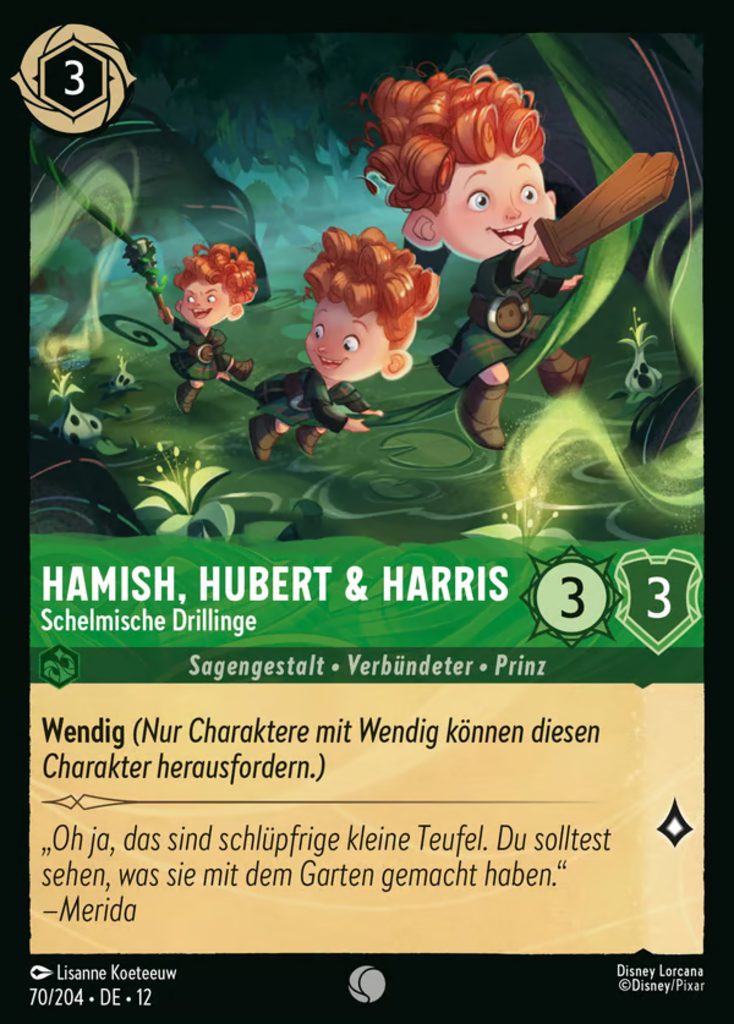 3
HAMISH, HUBERT & HARRIS
Schelmische Drillinge
3
3
Sagengestalt • Verbündeter • Prinz
Wendig (Nur Charaktere mit Wendig können diesen
Charakter herausfordern.)
„Oh ja, das sind schlüpfrige kleine Teufel. Du solltest
sehen, was sie mit dem Garten gemacht haben.“
–Merida
Lisanne Koeteeuw
70/204 • DE • 12
Disney Lorcana
©Disney/Pixar